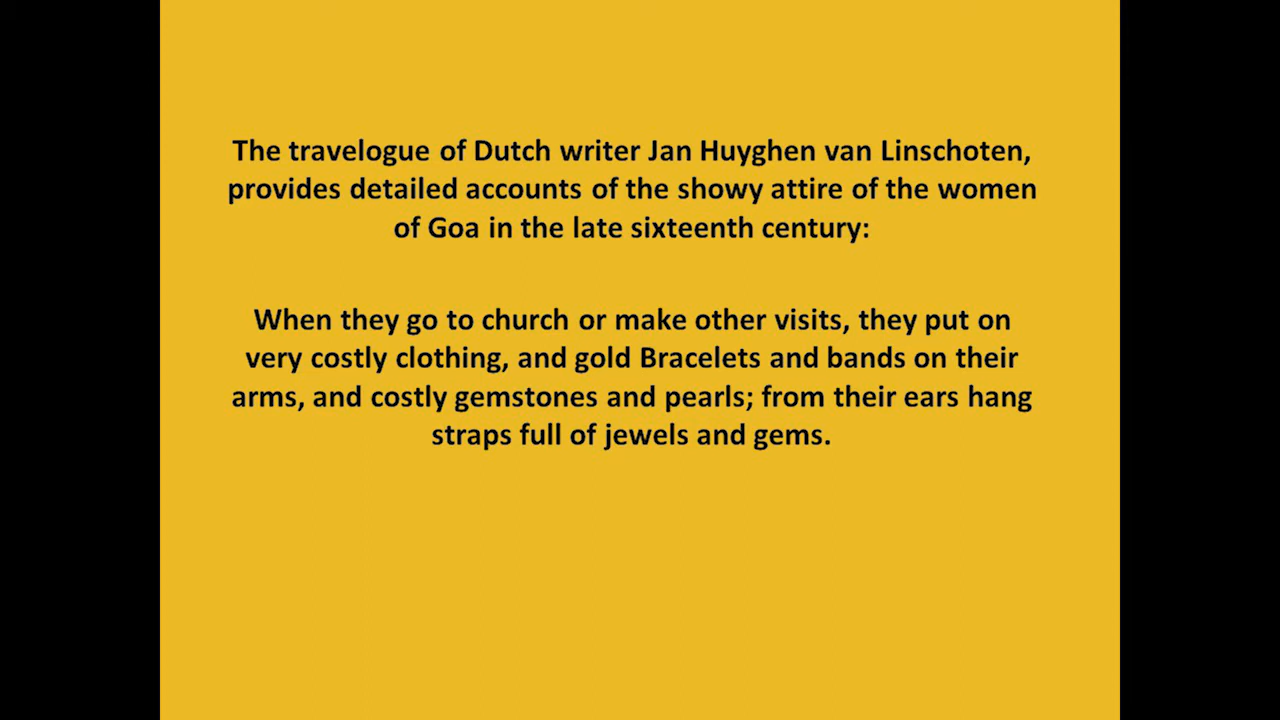 The travelogue of Dutch writer Jan Huyghen van Linschoten,
provides detailed accounts of the showy attire of the women
of Goa in the late sixteenth century:
When they go to church or make other visits, they put on
very costly clothing, and gold Bracelets and bands on their
arms, and costly gemstones and pearls; from their ears hang
straps full of jewels and gems.